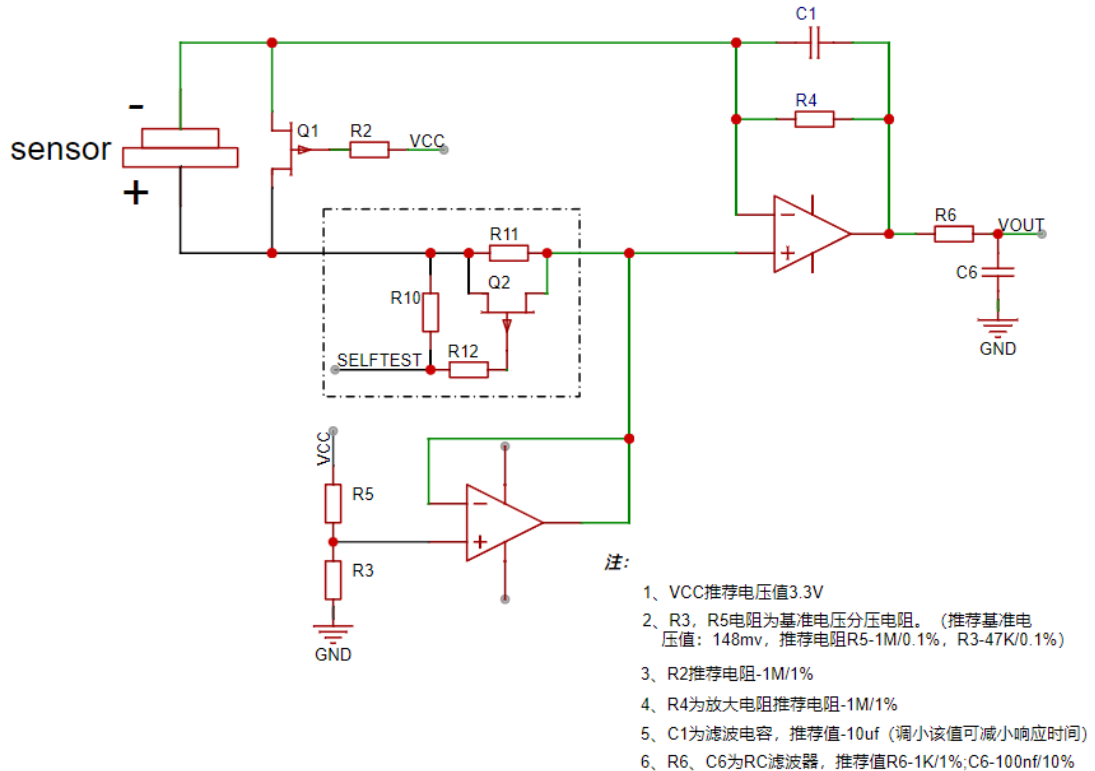 C1
R4
-
sensor
+
Q1
R2
VCC
R11
Q2
R10
R12
SELFTEST
R6
VOUT
C6
GND
VCC
R5
R3
GND
注：
1、VCC推荐电压值3.3V
2、R3，R5电阻为基准电压分压电阻。（推荐基准电
压值：148mv，推荐电阻R5-1M/0.1%，R3-47K/0.1%）
3、R2推荐电阻-1M/1%
4、R4为放大电阻推荐电阻-1M/1%
5、C1为滤波电容，推荐值-10uf（调小该值可减小响应时间）
6、R6、C6为RC滤波器，推荐值R6-1K/1%;C6-100nf/10%